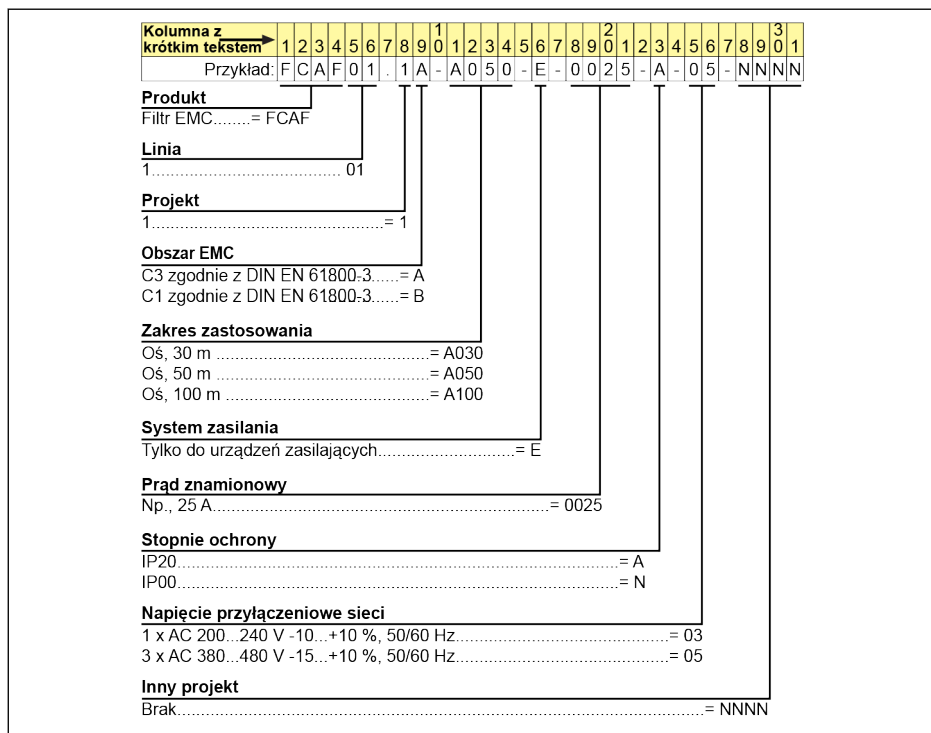 Kolumna z
krótkim tekstem 1 2 3 4 5 6 7 8 9 10 1 2 3 4 5 6 7 8 9 20 1 2 3 4 5 6 7 8 9 30 1
Przykład: F C A F 0 1 . 1 A - A 0 5 0 - E - 0 0 2 5 - A - 0 5 - N N N N
Produkt
Filtr EMC........= FCAF
Linia
1..................................... 01
Projekt
1.............................................= 1
Obszar EMC
C3 zgodnie z DIN EN 61800-3......= A
C1 zgodnie z DIN EN 61800-3......= B
Zakres zastosowania
Oś, 30 m .........................................= A030
Oś, 50 m .........................................= A050
Oś, 100 m .......................................= A100
System zasilania
Tylko do urządzeń zasilających...........................= E
Prąd znamionowy
Np., 25 A.................................................................= 0025
Stopnie ochrony
IP20.....................................................................................= A
IP00.....................................................................................= N
Napięcie przyłączeniowe sieci
1 x AC 200...240 V -10...+10 %, 50/60 Hz..........................................= 03
3 x AC 380...480 V -15...+10 %, 50/60 Hz..........................................= 05
Inny projekt
Brak.......................................................................................................= NNNN